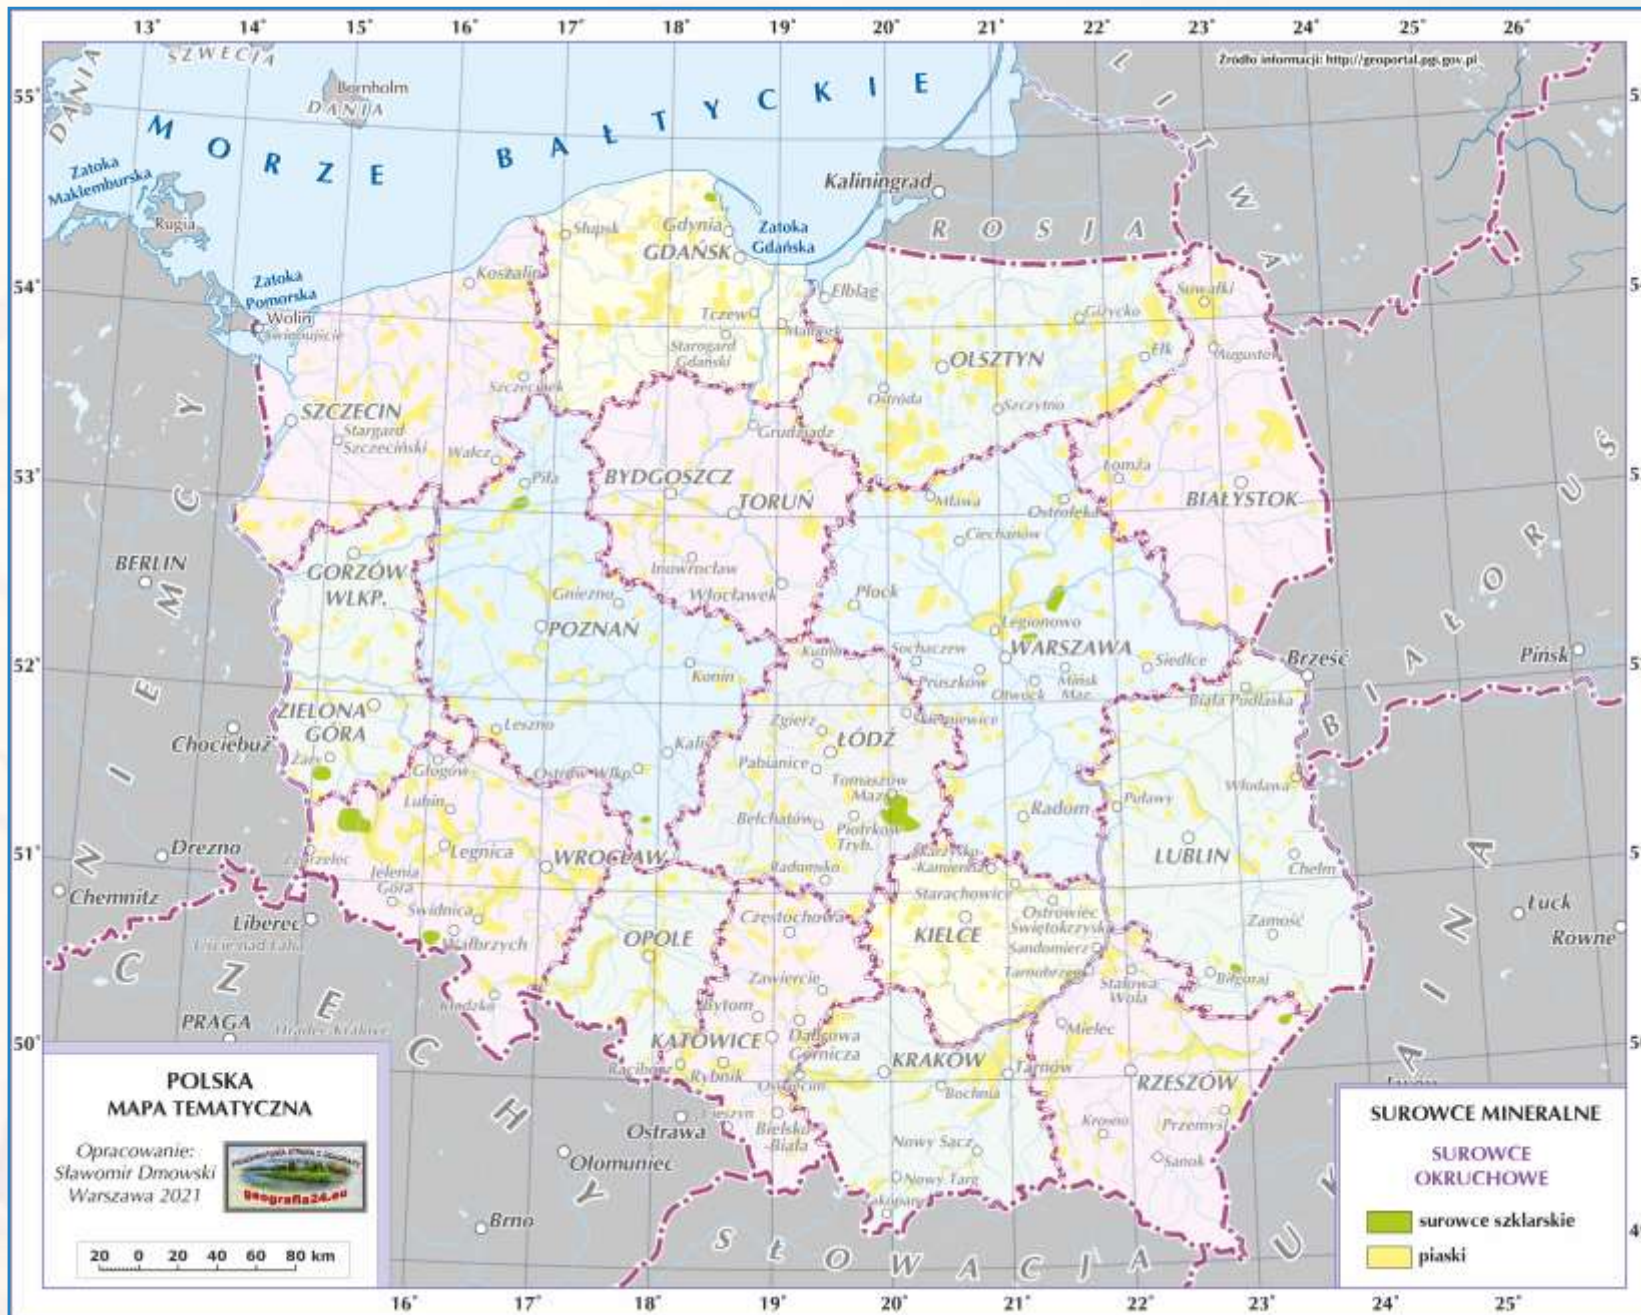 13°
14°
15°
16°
17°
18°
19°
20°
21°
22°
23°
24°
25°
26°
Źródło informacji: http://geoportal.pgi.gov.pl
55°
54°
53°
52°
51°
50°
DANIA
SZWECJA
Bornholm
DANIA
MORZE BAŁTYCKIE
LITWA
Zatoka
Maklemburska
Rugia
Zatoka
Pomorska
Wolin
Zatoka
Gdańska
Kaliningrad
ROSJA
Słupsk
Gdynia
GDAŃSK
Koszalin
Elbląg
Tczew
Malbork
Starogard
Gdański
Giżycko
Suwałki
Augustów
Ełk
OLSZTYN
Ostróda
Szczytno
Szczecinek
SZCZECIN
Stargard
Szczeciński
Wałcz
Piła
Grudziądz
BYDGOSZCZ
TORUŃ
Inowrocław
Włocławek
Mława
Ostrołęka
Ciechanów
Łomża
BIAŁYSTOK
NIEMCY
BERLIN
GORZÓW
WLKP.
Gniezno
POZNAŃ
Konin
Płock
Legionowo
WARSZAWA
Sochaczew
Pruszków
Otwock
Mińsk
Maz.
Siedlce
Biała Podlaska
Brześć
Pińsk
BIAŁORUŚ
Kutno
ZIELONA
GÓRA
Chociebuż
Żary
Leszno
Głogów
Kalisz
Ostrów Wlkp.
Zgierz
ŁÓDŹ
Pabianice
Skierniewice
Tomaszów
Maz.
Bełchatów
Piotrków
Tryb.
Radomsko
Radom
Puławy
Włodawa
LUBLIN
Chełm
Zamość
Łuck
Rowne
UKRAINA
Lubin
Legnica
WROCŁAW
Zgorzelec
Jelenia
Góra
Świdnica
Wałbrzych
Kłodzko
Drezno
Chemnitz
Liberec
Uście nad Łabą
CZECHY
PRAGA
Hradec Kralove
OPOLE
Częstochowa
Zawiercie
Bytom
KATOWICE
Dąbrowa
Górnicza
Racibórz
Rybnik
Oświęcim
Cieszyn
Bielsko
-Biała
Skarżysko-
-Kamienna
Starachowice
KIELCE
Ostrowiec
Świętokrzyski
Sandomierz
Tarnobrzeg
Stalowa
Wola
Biłgoraj
Mielec
KRAKÓW
Bochnia
Tarnów
RZESZÓW
Krosno
Przemyśl
Sanok
Nowy Sącz
Nowy Targ
Zakopane
Ostrawa
Ołomuniec
Brno
SŁOWACJA
POLSKA
MAPA TEMATYCZNA
Opracowanie:
Sławomir Dmowski
Warszawa 2021
geografia24.eu
20 0 20 40 60 80 km
SUROWCE MINERALNE
SUROWCE
OKRUCHOWE
surowce szklarskie
piaski
16°
17°
18°
19°
20°
21°
22°
23°
24°
25°